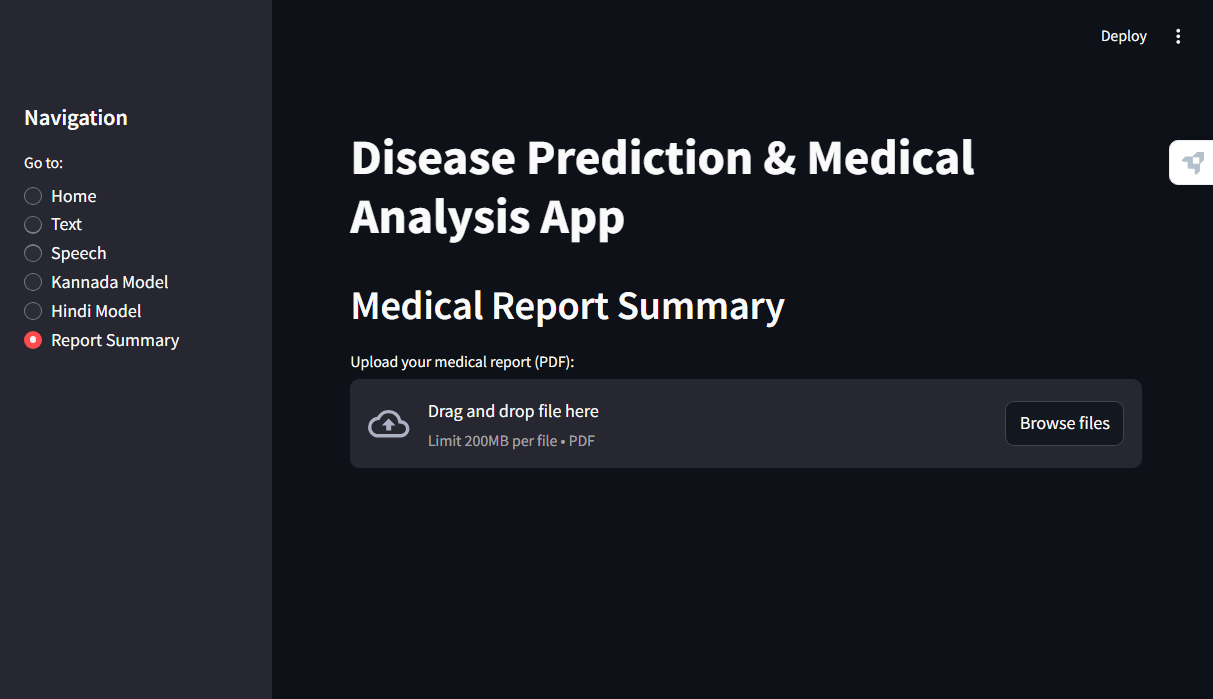 Deploy
Navigation
Go to:
Home
Text
Speech
Kannada Model
Hindi Model
Report Summary
Disease Prediction & Medical
Analysis App
Medical Report Summary
Upload your medical report (PDF):
Drag and drop file here
Limit 200MB per file • PDF
Browse files